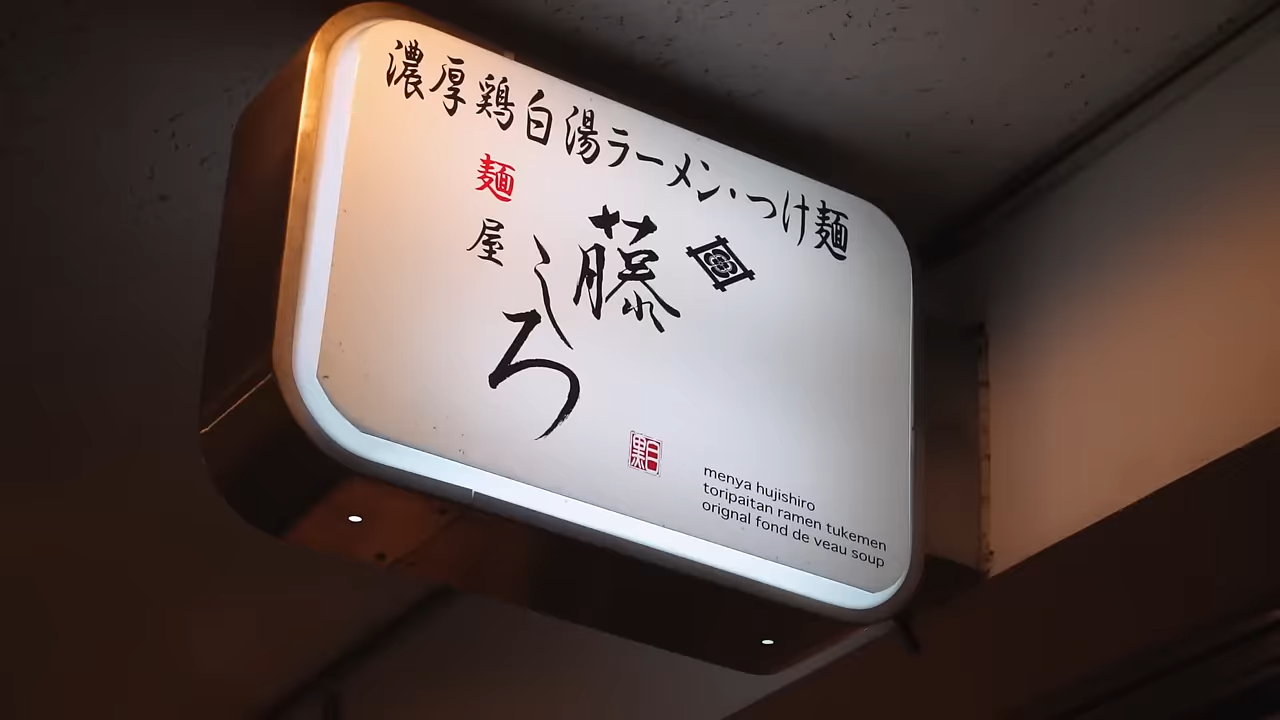 濃厚鶏白湯ラーメン・つけ麺
麺屋
藤しろ
menya hujishiro
toripaitan ramen tukemen
orignal fond de veau soup